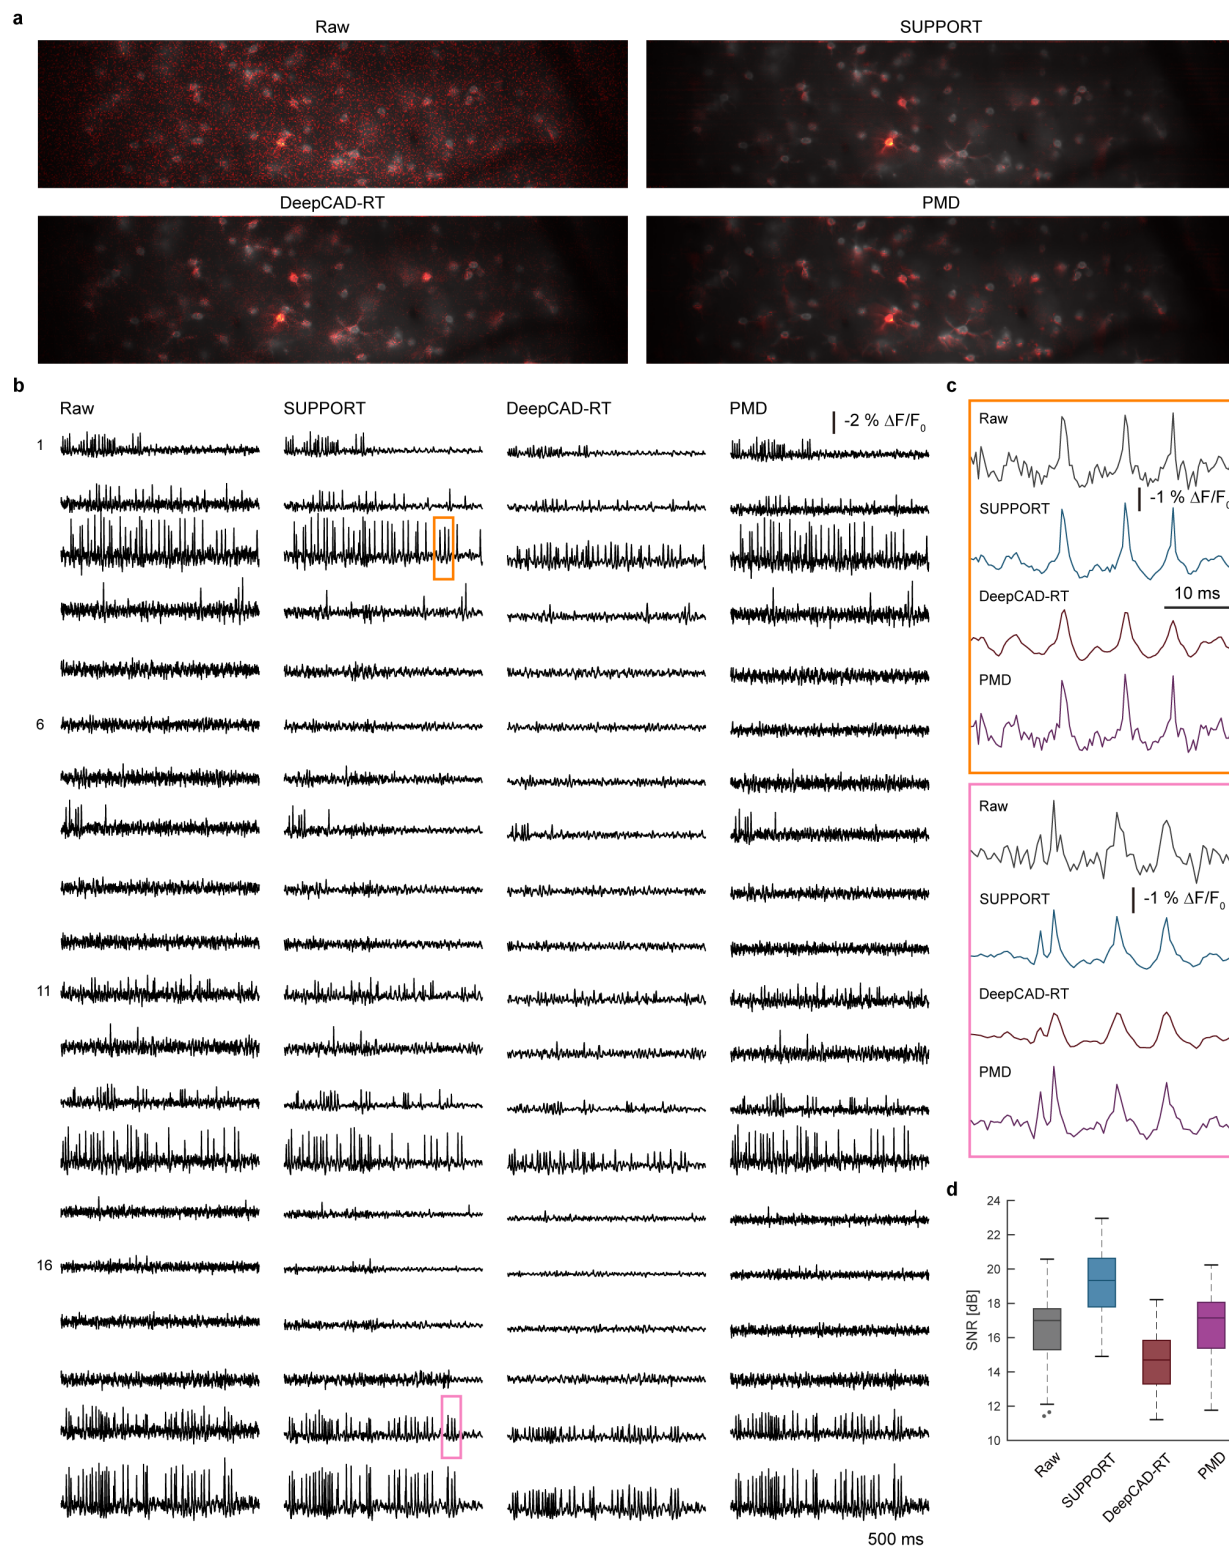 a
Raw
SUPPORT
DeepCAD-RT
PMD
b
Raw
SUPPORT
DeepCAD-RT
PMD
-2 % ΔF/F0
1
6
11
16
500 ms
c
Raw
-1 % ΔF/F0
SUPPORT
DeepCAD-RT
10 ms
PMD
Raw
SUPPORT
-1 % ΔF/F0
DeepCAD-RT
PMD
d
24
22
20
18
16
14
12
10
SNR [dB]
Raw
SUPPORT
DeepCAD-RT
PMD